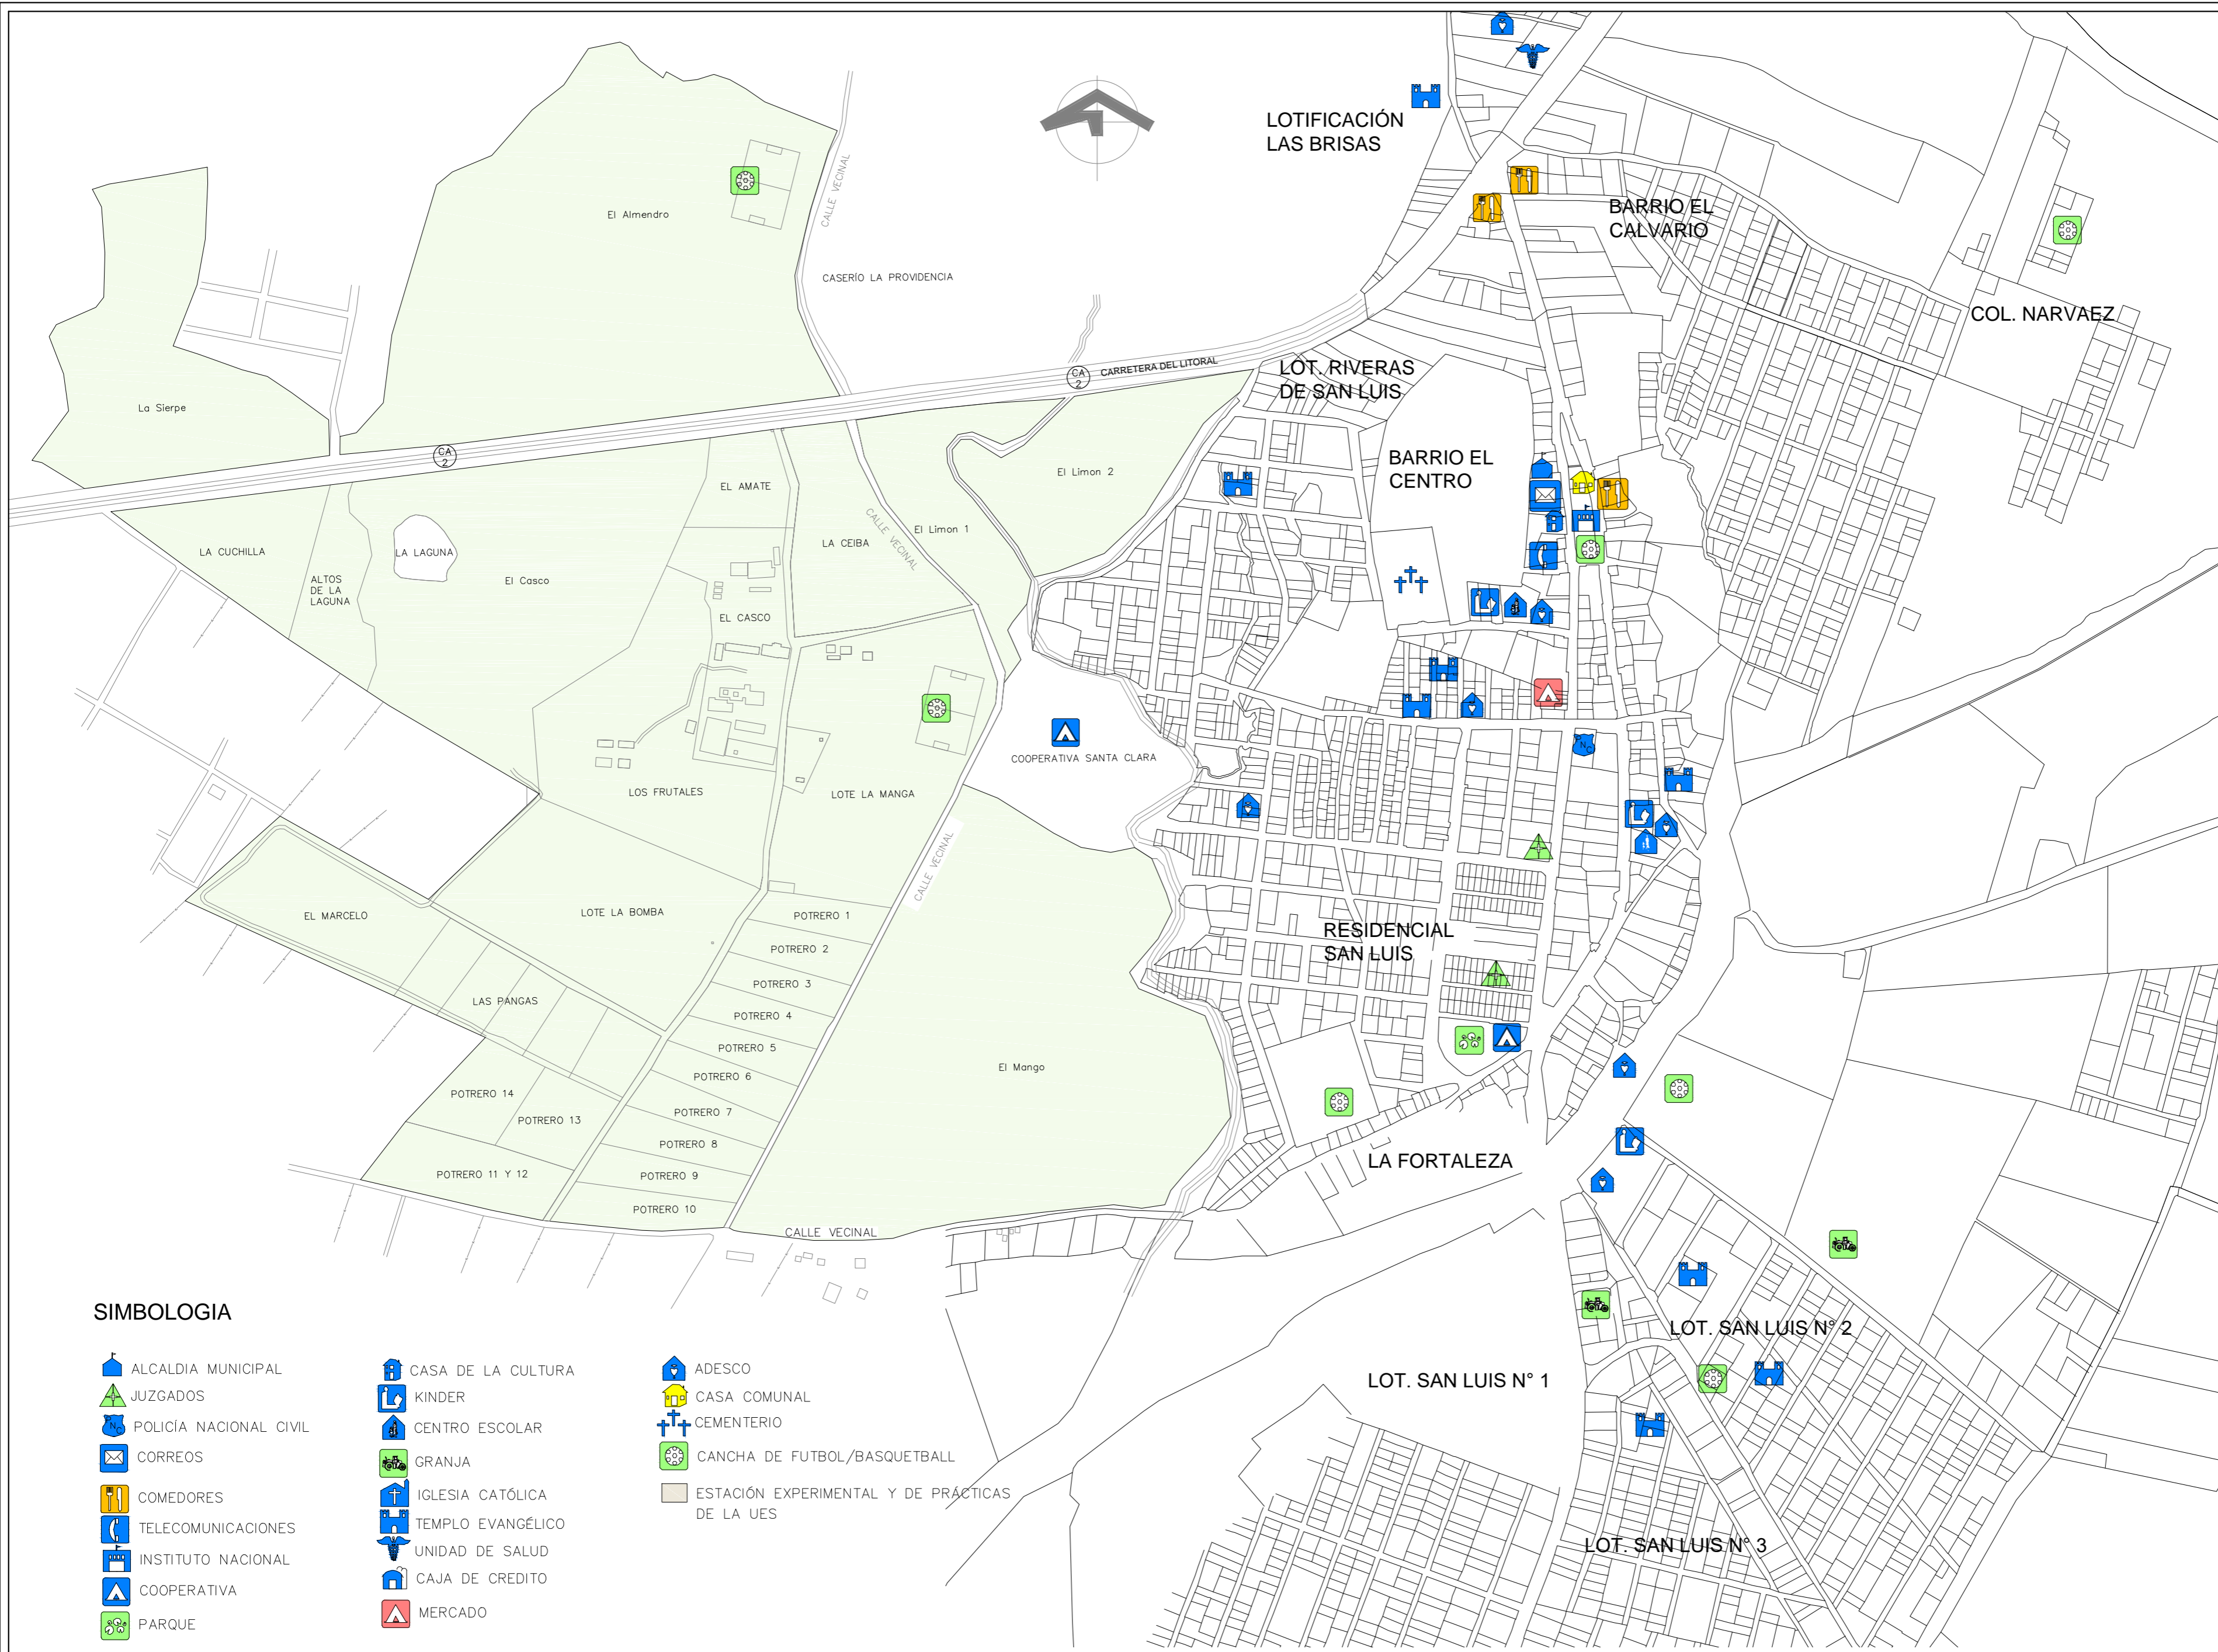 LOTIFICACIÓN
LAS BRISAS
BARRIO EL
CALVARIO
El Almendro
CALLE VECINAL
CASERÍO LA PROVIDENCIA
COL. NARVAEZ
CA
2
CARRETERA DEL LITORAL
LOT. RIVERAS
DE SAN LUIS
La Sierpe
CA
2
BARRIO EL
CENTRO
El Limon 2
EL AMATE
CALLE VECINAL
El Limon 1
LA CEIBA
LA CUCHILLA
LA LAGUNA
El Casco
ALTOS
DE LA
LAGUNA
EL CASCO
COOPERATIVA SANTA CLARA
PNC
LOS FRUTALES
LOTE LA MANGA
CALLE VECINAL
EL MARCELO
LOTE LA BOMBA
POTRERO 1
POTRERO 2
POTRERO 3
POTRERO 4
POTRERO 5
POTRERO 6
POTRERO 7
POTRERO 8
POTRERO 9
POTRERO 10
RESIDENCIAL
SAN LUIS
LAS PANGAS
El Mango
POTRERO 14
POTRERO 13
POTRERO 11 Y 12
LA FORTALEZA
CALLE VECINAL
LOT. SAN LUIS N° 2
LOT. SAN LUIS N° 1
LOT. SAN LUIS N° 3
SIMBOLOGIA
ALCALDIA MUNICIPAL
JUZGADOS
PNC
POLICÍA NACIONAL CIVIL
CORREOS
COMEDORES
TELECOMUNICACIONES
INSTITUTO NACIONAL
COOPERATIVA
PARQUE
CASA DE LA CULTURA
KINDER
CENTRO ESCOLAR
GRANJA
IGLESIA CATÓLICA
TEMPLO EVANGÉLICO
UNIDAD DE SALUD
CAJA DE CREDITO
MERCADO
ADESCO
CASA COMUNAL
CEMENTERIO
CANCHA DE FUTBOL/BASQUETBALL
ESTACIÓN EXPERIMENTAL Y DE PRÁCTICAS
DE LA UES